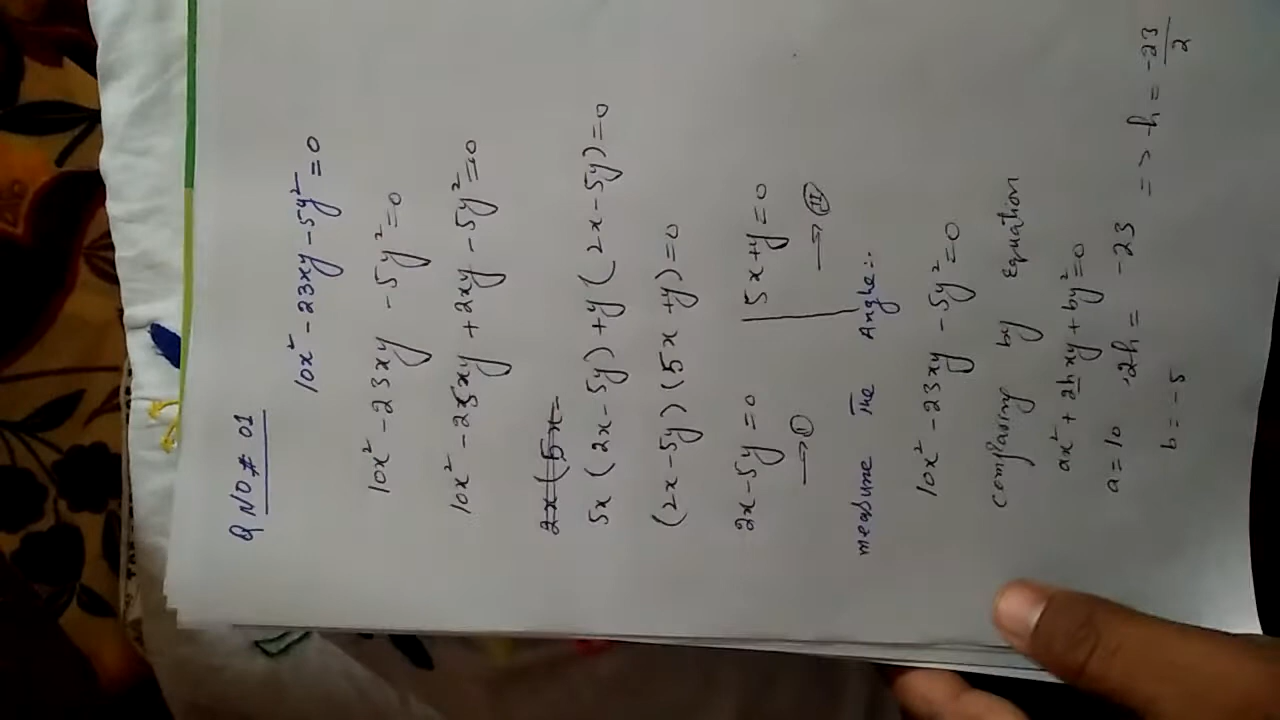 Q NO# 01
10x² - 23xy - 5y² = 0
10x² - 23xy - 5y² = 0
10x² - 25xy + 2xy - 5y² = 0
2x (5x =
5x (2x - 5y) + y (2x - 5y) = 0
(2x - 5y) (5x + y) = 0
2x - 5y = 0 | 5x + y = 0
→ Ⓘ → Ⓘⓘ
measure The Angle:-
10x² - 23xy - 5y² = 0
comparing by Equation
ax² + 2hxy + by² = 0
a = 10 , 2h = -23 => h = -23/2
b = -5